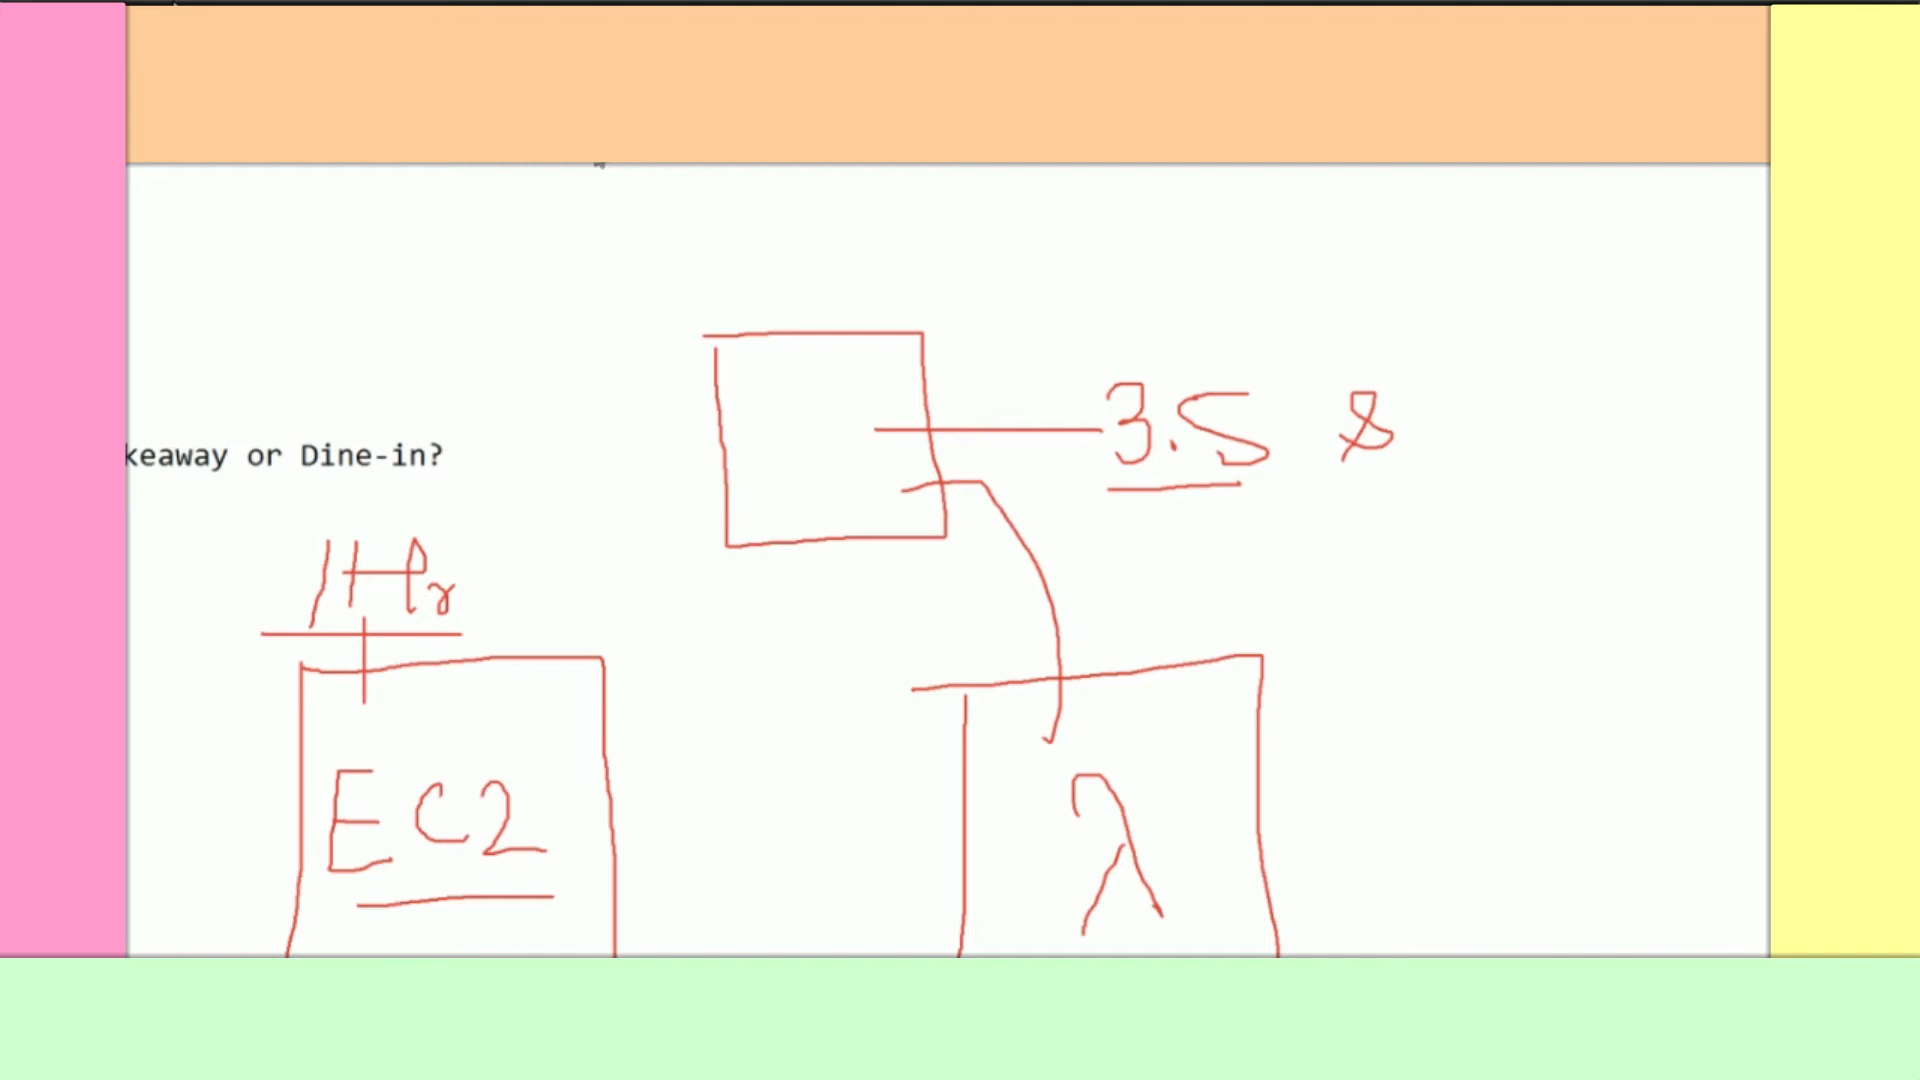 3.5 s
keaway or Dine-in?
1Hr
EC2
λ